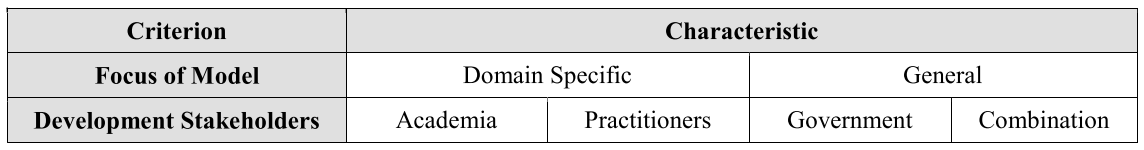 Criterion Characteristic
Focus of Model Domain Specific General
Development Stakeholders Academia Practitioners Government Combination